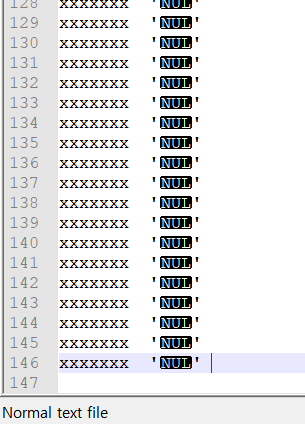 128 xxxxxxx 'NUL'
129 xxxxxxx 'NUL'
130 xxxxxxx 'NUL'
131 xxxxxxx 'NUL'
132 xxxxxxx 'NUL'
133 xxxxxxx 'NUL'
134 xxxxxxx 'NUL'
135 xxxxxxx 'NUL'
136 xxxxxxx 'NUL'
137 xxxxxxx 'NUL'
138 xxxxxxx 'NUL'
139 xxxxxxx 'NUL'
140 xxxxxxx 'NUL'
141 xxxxxxx 'NUL'
142 xxxxxxx 'NUL'
143 xxxxxxx 'NUL'
144 xxxxxxx 'NUL'
145 xxxxxxx 'NUL'
146 xxxxxxx 'NUL'
147
Normal text file